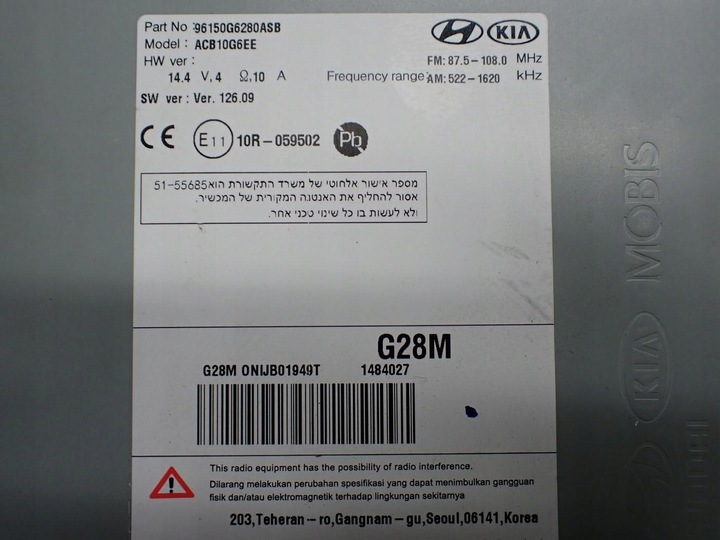 Part No :96150G6280ASB
Model : ACB10G6EE
HW ver :
14.4 V,4 Ω,10 A
SW ver : Ver. 126.09
KIA
FM: 87.5-108.0 MHz
Frequency range: AM: 522-1620 kHz
CE E11 10R-059502 Pb
מספר אישור אלחוטי של משרד התקשורת הוא 51-55685
אסור להחליף את האנטנה המקורית של המכשיר.
ולא לעשות בו כל שינוי טכני אחר.
G28M
G28M 0NIJB01949T 1484027
This radio equipment has the possibility of radio interference.
Dilarang melakukan perubahan spesifikasi yang dapat menimbulkan gangguan
fisik dan/atau elektromagnetik terhadap lingkungan sekitarnya
203,Teheran-ro,Gangnam-gu,Seoul,06141,Korea
MOBIS
KIA